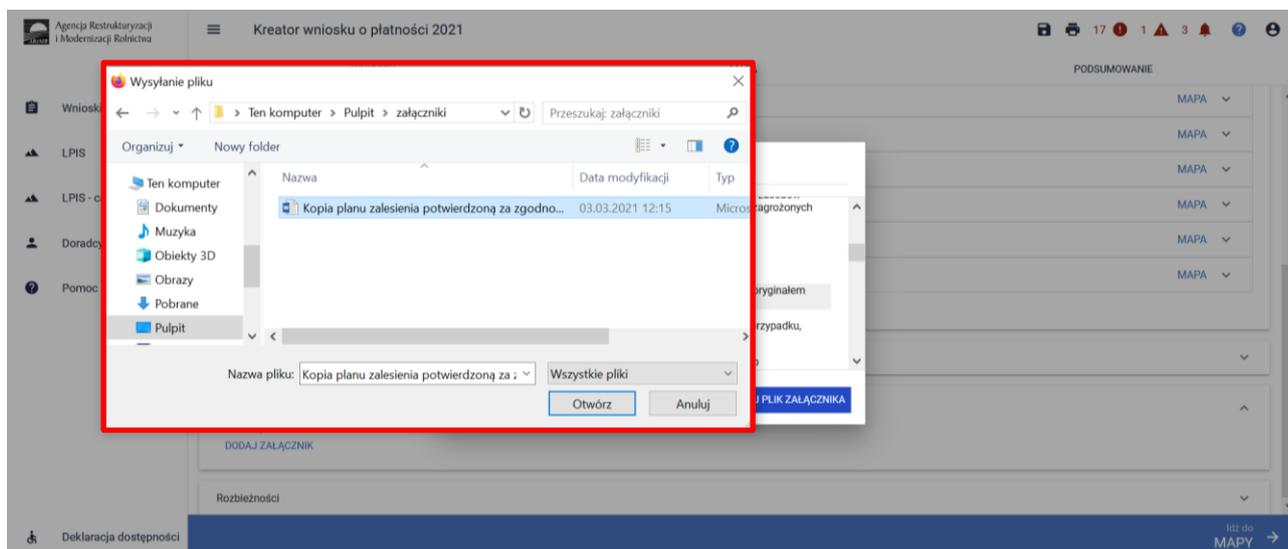 Agencja Restrukturyzacji
i Modernizacji Rolnictwa
Kreator wniosku o płatności 2021
17 1 3
PODSUMOWANIE
Wysyłanie pliku
Ten komputer > Pulpit > załączniki
Przeszukaj: załączniki
Organizuj
Nowy folder
Nazwa
Data modyfikacji
Typ
Ten komputer
Dokumenty
Muzyka
Obiekty 3D
Obrazy
Pobrane
Pulpit
Kopia planu zalesienia potwierdzoną za zgodno... 03.03.2021 12:15 Micros
Nazwa pliku: Kopia planu zalesienia potwierdzoną za z
Wszystkie pliki
Otwórz
Anuluj
Wnioski
LPIS
LPIS - c
Doradcy
Pomoc
MAPA
MAPA
MAPA
MAPA
MAPA
MAPA
zagrożonych
oryginałem
rzypadku,
PLIK ZAŁĄCZNIKA
DODAJ ZAŁĄCZNIK
Rozbieżności
Deklaracja dostępności
Idź do
MAPY